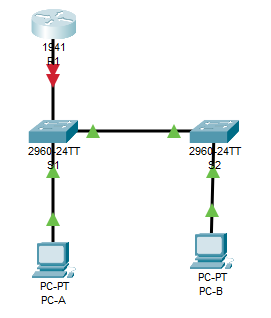 1941
R1
2960-24TT
S1
2960-24TT
S2
PC-PT
PC-A
PC-PT
PC-B